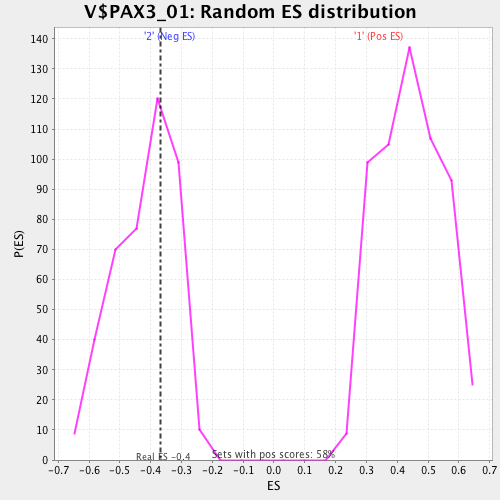 V$PAX3_01: Random ES distribution
'2' (Neg ES)
'1' (Pos ES)
140
130
120
110
100
90
80
70
60
50
40
30
20
10
0
P(ES)
Real ES -0.4
Sets with pos scores: 58%
-0.7 -0.6 -0.5 -0.4 -0.3 -0.2 -0.1 0.0 0.1 0.2 0.3 0.4 0.5 0.6 0.7
ES